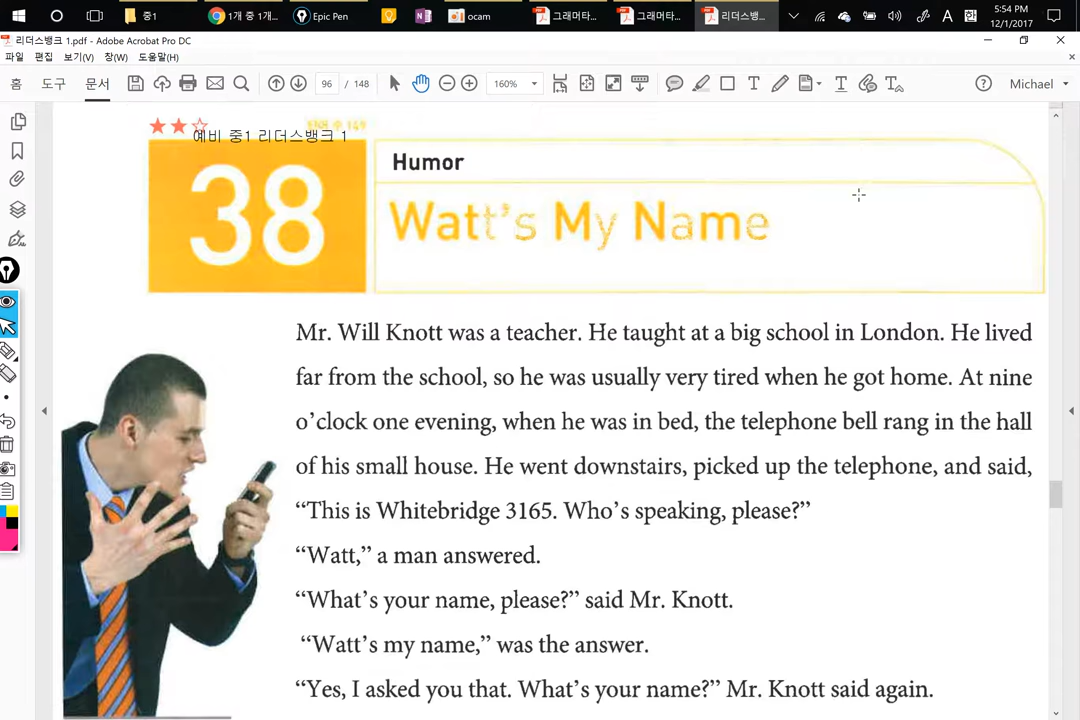 중1
1개 중 1개...
Epic Pen
ocam
그래머타...
그래머타...
리더스뱅...
A
한
5:54 PM
12/1/2017
리더스뱅크 1.pdf - Adobe Acrobat Pro DC
파일 편집 보기(V) 창(W) 도움말(H)
홈 도구 문서
96 / 148
160%
Michael
예비 중1 리더스뱅크 1
38
Humor
Watt's My Name
Mr. Will Knott was a teacher. He taught at a big school in London. He lived
far from the school, so he was usually very tired when he got home. At nine
o'clock one evening, when he was in bed, the telephone bell rang in the hall
of his small house. He went downstairs, picked up the telephone, and said,
“This is Whitebridge 3165. Who's speaking, please?”
“Watt,” a man answered.
“What's your name, please?” said Mr. Knott.
“Watt's my name,” was the answer.
“Yes, I asked you that. What's your name?” Mr. Knott said again.